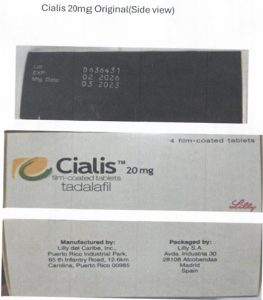 Cialis 20mg Original(Side view)
Lot D636431
EXP. 02 2026
Mfg. Date: 03 2023
4 film-coated tablets
Cialis™ 20 mg
film-coated tablets
tadalafil
Lilly
Manufactured by:
Lilly del Caribe, Inc.,
Puerto Rico Industrial Park,
65 th Infantry Road, 12.6km
Carolina, Puerto Rico 00985
Packaged by:
Lilly S.A.
Avda. Industria 30
28108 Alcobendas
Madrid
Spain